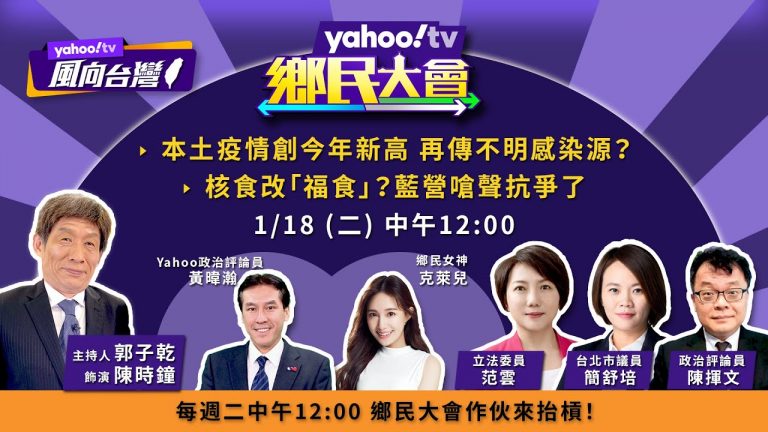 yahoo!tv
風向台灣
yahoo!tv
鄉民大會
本土疫情創今年新高 再傳不明感染源?
核食改「福食」?藍營嗆聲抗爭了
1/18 (二) 中午12:00
Yahoo政治評論員
黃暐瀚
鄉民女神
克萊兒
主持人 郭子乾
飾演 陳時鐘
立法委員
范雲
台北市議員
簡舒培
政治評論員
陳揮文
每週二中午12:00 鄉民大會作伙來抬槓!